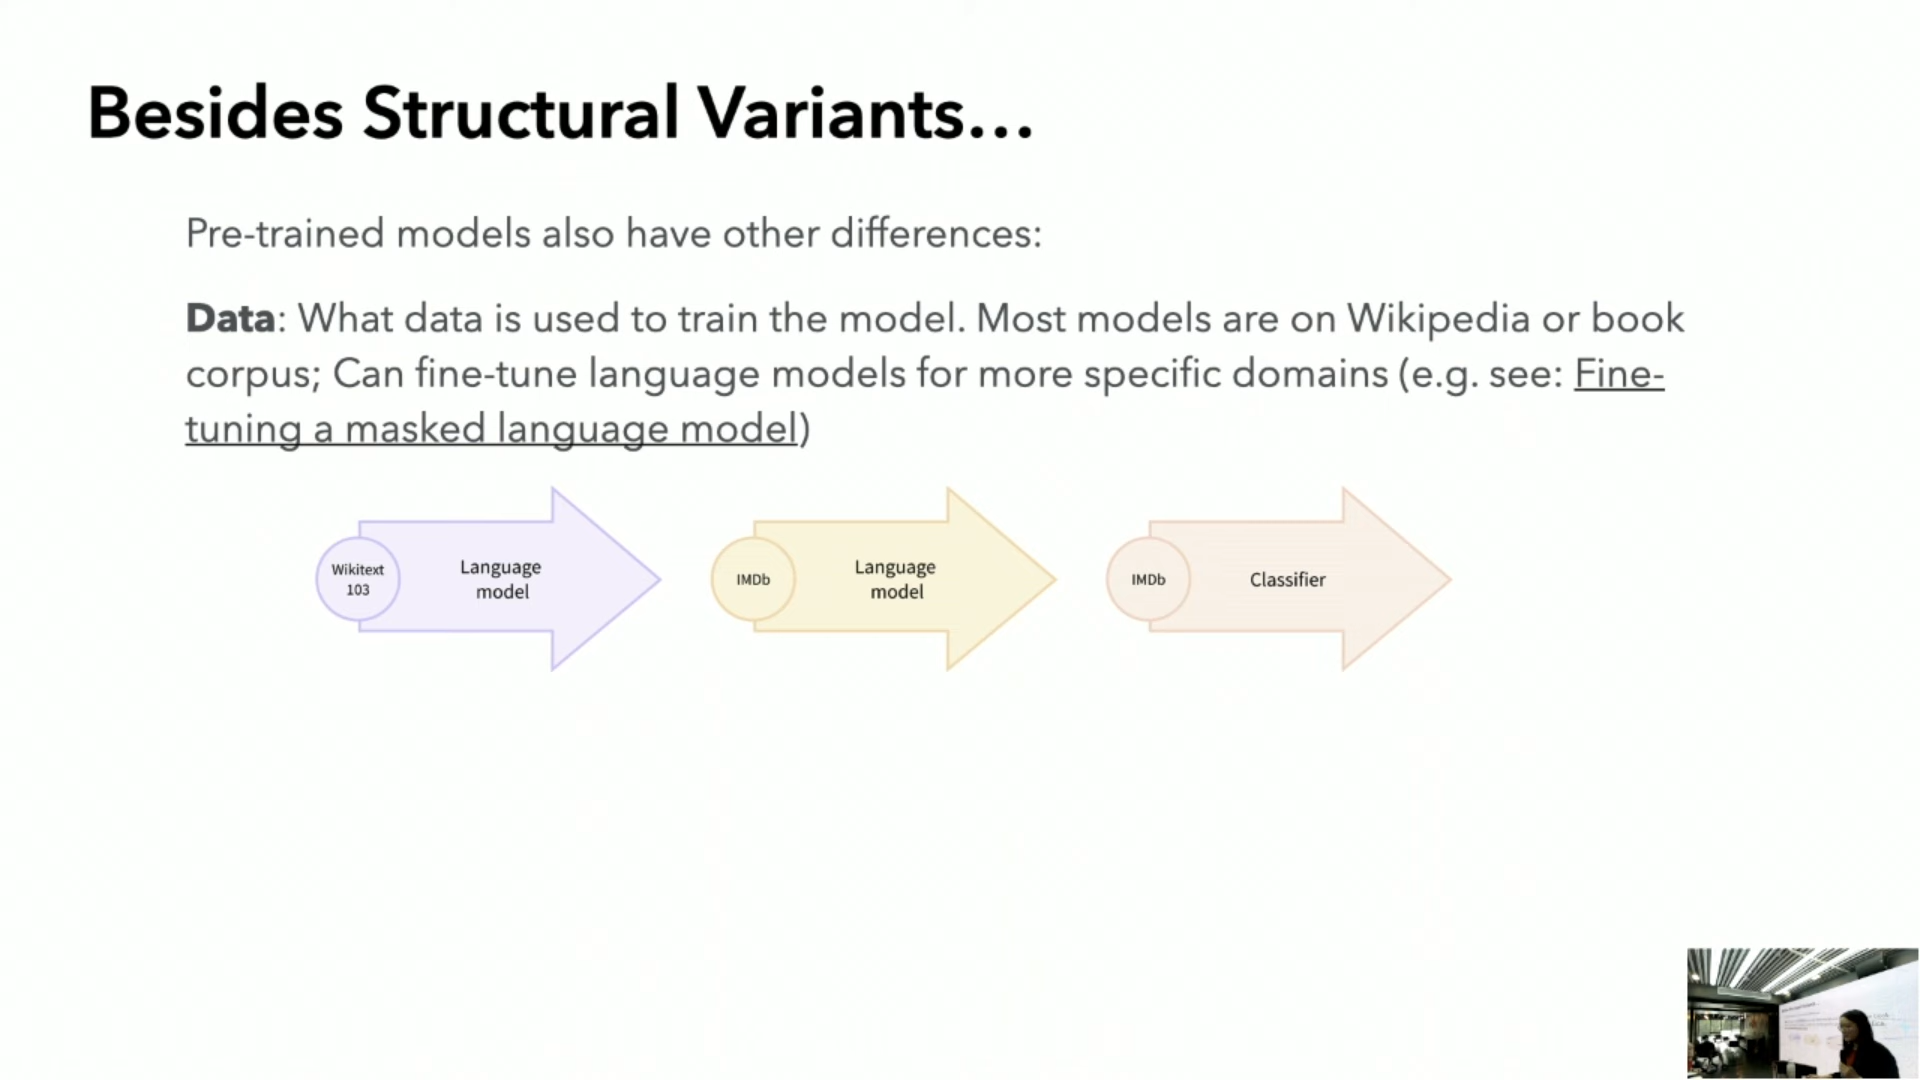 Besides Structural Variants...
Pre-trained models also have other differences:
Data: What data is used to train the model. Most models are on Wikipedia or book
corpus; Can fine-tune language models for more specific domains (e.g. see: Fine-
tuning a masked language model)
Wikitext
103
Language
model
IMDb
Language
model
IMDb
Classifier